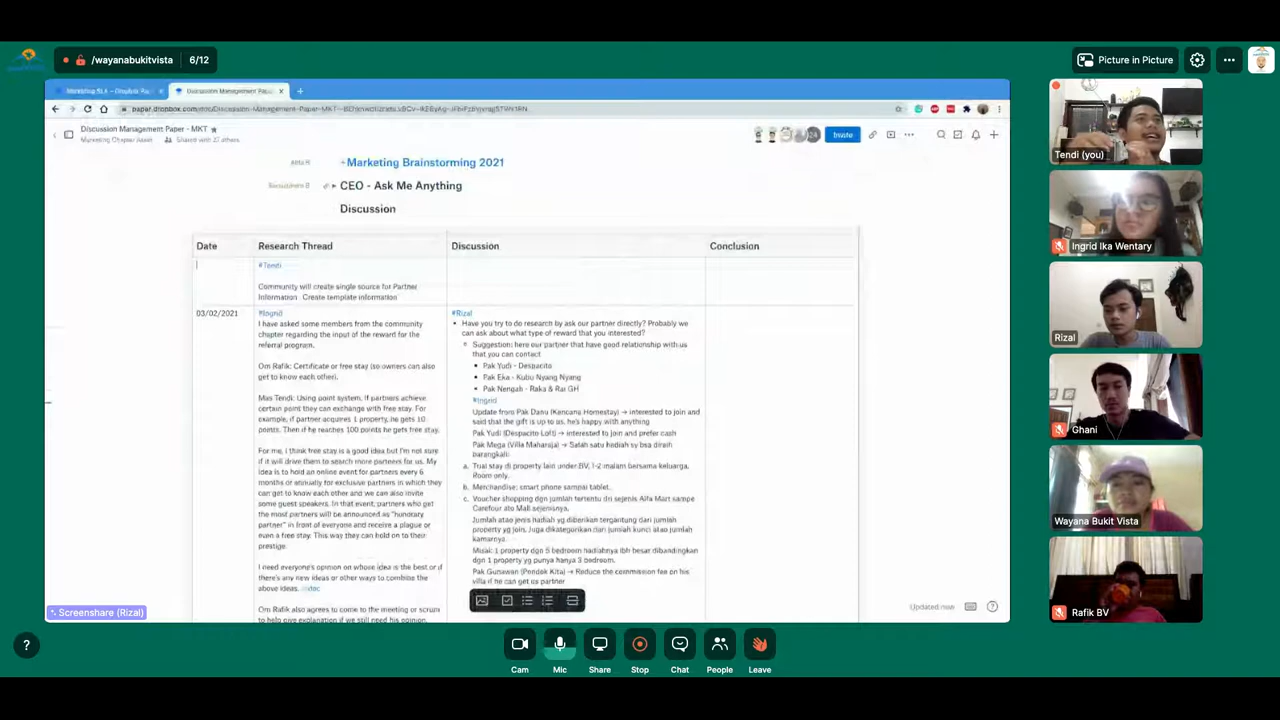 /wayanabukitvista
6/12
Picture in Picture
Discussion Management Pape
Discussion Management Paper - MKT
Invite
Marketing Brainstorming 2021
CEO - Ask Me Anything
Discussion
Date
Research Thread
Discussion
Conclusion
#Tendi
Community will create single source for Partner
Information Create template information
03/02/2021
#Ingrid
I have asked some members from the community
chapter regarding the input of the reward for the
referral program.
Om Rafik: Certificate or free stay (so owners can also
get to know each other).
Mas Tendi: Using point system. If partners achieve
certain point they can exchange with free stay. For
example, if partner acquires 1 property, he gets 10
points. Then if he reaches 100 points he gets free stay.
For me, I think free stay is a good idea but I'm not sure
if it will drive them to search more partners for us. My
idea is to hold an online event for partners every 6
months or annually for exclusive partners in which they
can get to know each other and we can also invite
some guest speakers. In that event, partners who get
the most partners will be announced as "honorary
partner" in front of everyone and receive a plaque or
even a free stay. This way they can hold on to their
prestige.
I need everyone's opinion on whose idea is the best or if
there's any new ideas or other ways to combine the
above ideas.
Om Rafik also agrees to come to the meeting or scrum
to help give explanation if we still need his opinion.
#Rizal
Have you try to do research by ask our partner directly? Probably we
can ask about what type of reward that you interested?
Suggestion: here our partner that have good relationship with us
that you can contact
Pak Yudi - Despacito
Pak Eka - Kubu Nyang Nyang
Pak Nengah - Raka & Rai GH
#Ingrid
Update from Pak Danu (Kencana Homestay) → interested to join and
said that the gift is up to us, he's happy with anything
Pak Yudi (Despacito Loft) → interested to join and prefer cash
Pak Mega (Villa Maharaja) → Salah satu hadiah yg bsa diraih
barangkali:
a. Trial stay di property lain under BV, 1-2 malam bersama keluarga,
Room only.
b. Merchandise: smart phone sampai tablet.
c. Voucher shopping dgn jumlah tertentu dri sejenis Alfa Mart sampe
Carefour ato Mall sejenisnya.
Jumlah atao jenis hadiah yg diberikan tergantung dari jumlah
property yg join. Juga dikategorikan dari jumlah kunci atao jumlah
kamarnya.
Misal: 1 property dgn 5 bedroom hadiahnya lbh besar dibandingkan
dgn 1 property yg punya hanya 3 bedroom.
Pak Gunawan (Pondok Kita) → Reduce the commission fee on his
villa if he can get us partner
Updated now
Screenshare (Rizal)
Tendi (you)
Ingrid Ika Wentary
Rizal
Ghani
Wayana Bukit Vista
Rafik BV
?
Cam
Mic
Share
Stop
Chat
People
Leave